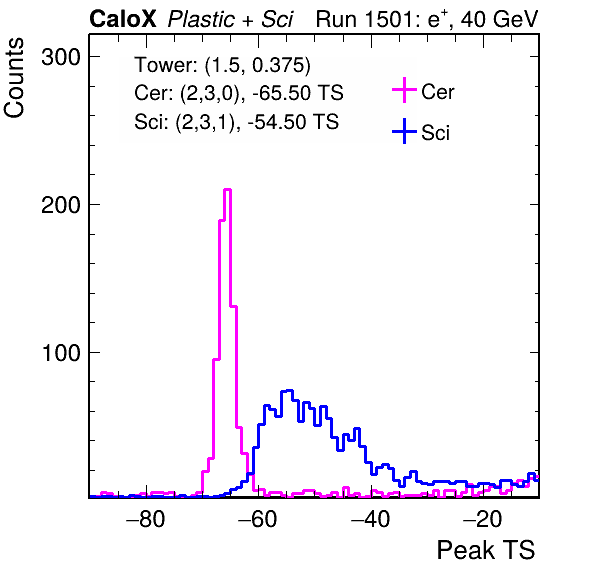 CaloX Plastic + Sci Run 1501: e+, 40 GeV
Counts
Tower: (1.5, 0.375)
Cer: (2,3,0), -65.50 TS
Sci: (2,3,1), -54.50 TS
Cer
Sci
300
200
100
−80 −60 −40 −20
Peak TS